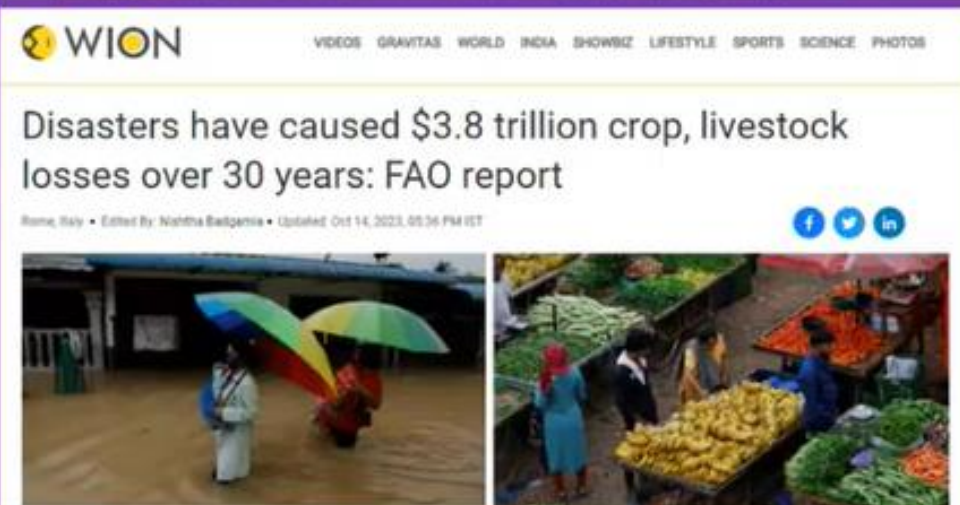 WION
VIDEOS GRAVITAS WORLD INDIA SHOWBIZ LIFESTYLE SPORTS SCIENCE PHOTOS
Disasters have caused $3.8 trillion crop, livestock
losses over 30 years: FAO report
Rome, Italy • Edited By: Nishtha Badgamia • Updated: Oct 14, 2023, 05:36 PM IST